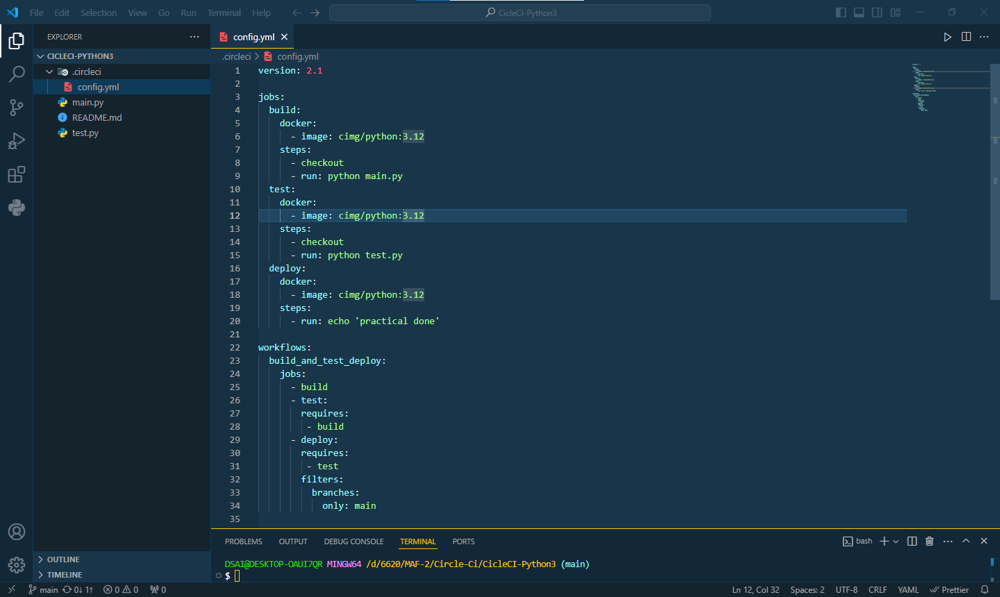 File Edit Selection View Go Run Terminal Help
CicleCI-Python3
EXPLORER
CICLECI-PYTHON3
.circleci
config.yml
main.py
README.md
test.py
OUTLINE
TIMELINE
config.yml
.circleci > config.yml
1 version: 2.1
2
3 jobs:
4   build:
5     docker:
6       - image: cimg/python:3.12
7     steps:
8       - checkout
9       - run: python main.py
10   test:
11     docker:
12       - image: cimg/python:3.12
13     steps:
14       - checkout
15       - run: python test.py
16   deploy:
17     docker:
18       - image: cimg/python:3.12
19     steps:
20       - run: echo 'practical done'
21
22 workflows:
23   build_and_test_deploy:
24     jobs:
25       - build
26       - test:
27         requires:
28          - build
29       - deploy:
30         requires:
31          - test
32         filters:
33           branches:
34             only: main
35
PROBLEMS OUTPUT DEBUG CONSOLE TERMINAL PORTS
bash
DSAI@DESKTOP-OAUI7QR MINGW64 /d/6620/MAF-2/Circle-Ci/CicleCI-Python3 (main)
$
main 0↓ 1↑ 0 0 0
Ln 12, Col 32 Spaces: 2 UTF-8 CRLF YAML Prettier